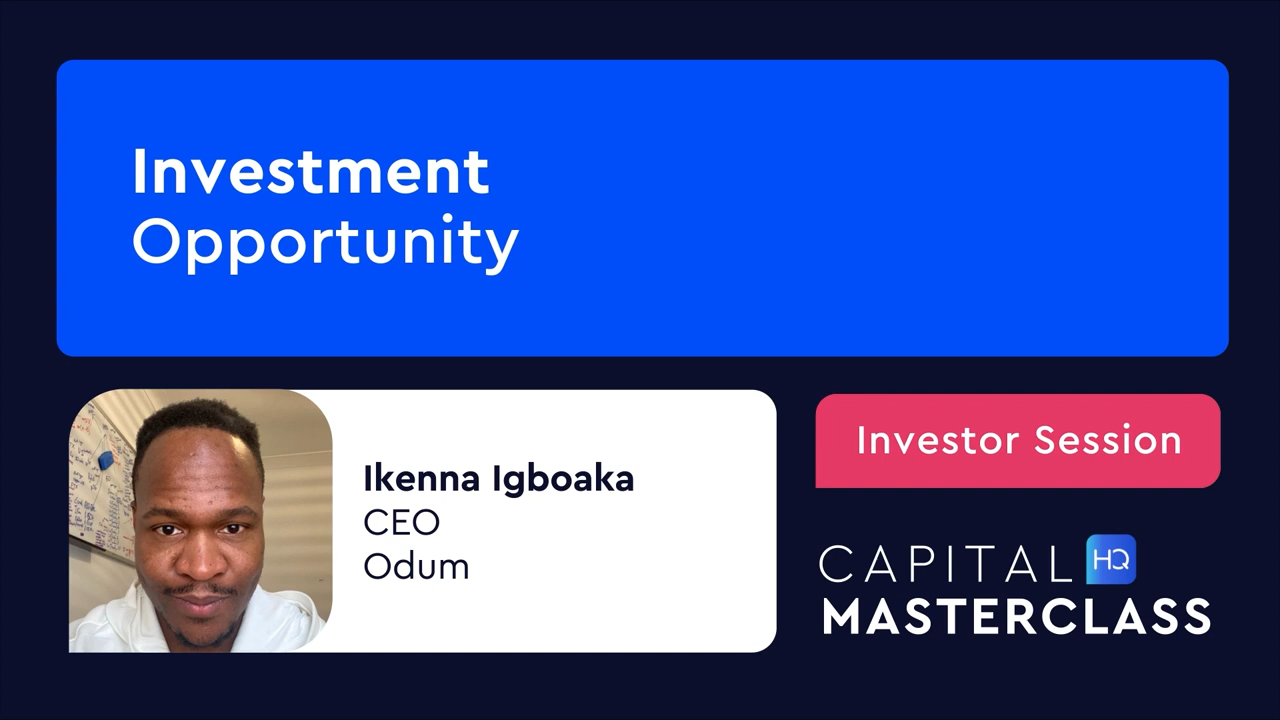 Investment
Opportunity
Ikenna Igboaka
CEO
Odum
Investor Session
CAPITAL HQ
MASTERCLASS